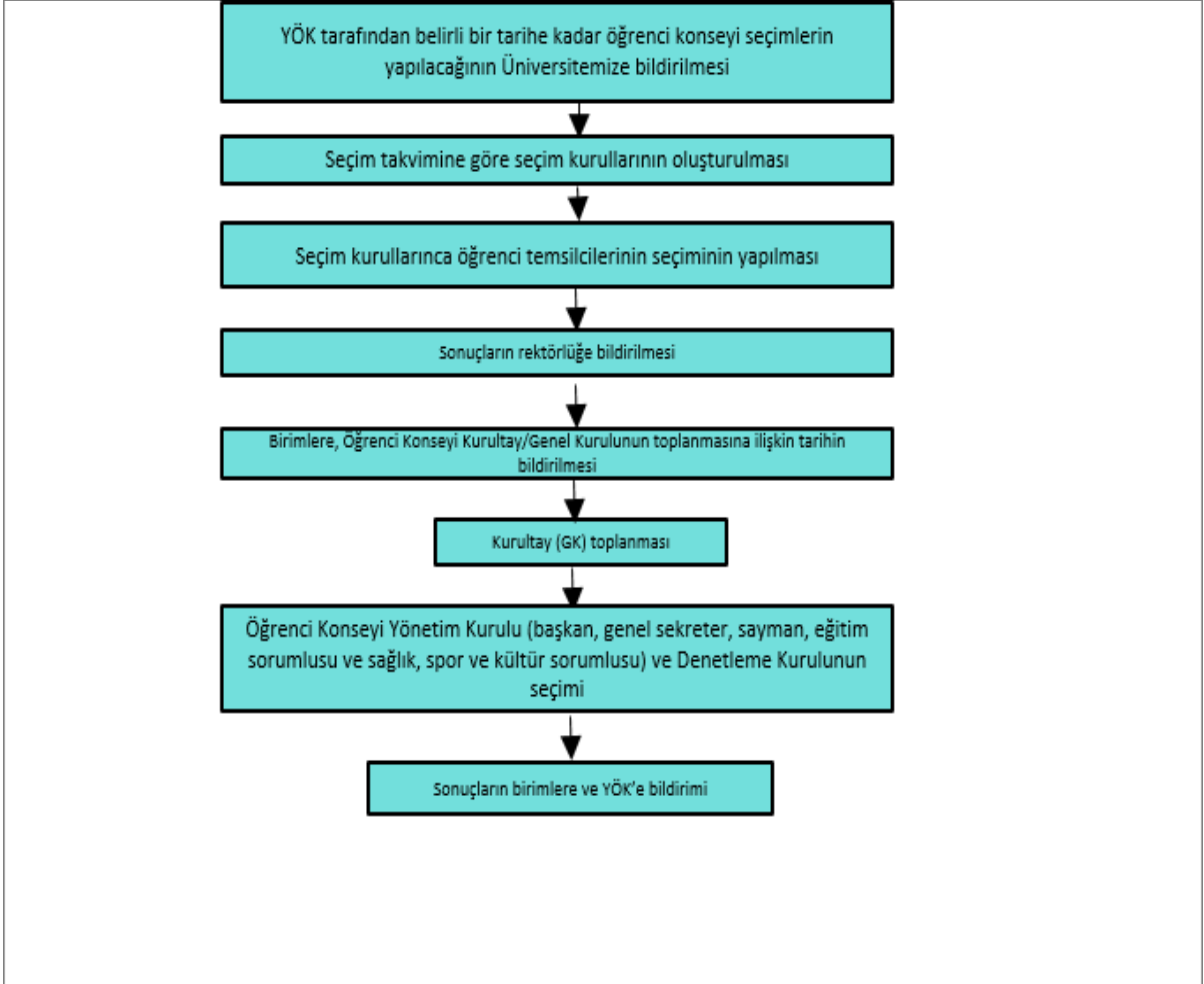 YÖK tarafından belirli bir tarihe kadar öğrenci konseyi seçimlerin
yapılacağının Üniversitemize bildirilmesi
Seçim takvimine göre seçim kurullarının oluşturulması
Seçim kurullarınca öğrenci temsilcilerinin seçiminin yapılması
Sonuçların rektörlüğe bildirilmesi
Birimlere, Öğrenci Konseyi Kurultay/Genel Kurulunun toplanmasına ilişkin tarihin
bildirilmesi
Kurultay (GK) toplanması
Öğrenci Konseyi Yönetim Kurulu (başkan, genel sekreter, sayman, eğitim
sorumlusu ve sağlık, spor ve kültür sorumlusu) ve Denetleme Kurulunun
seçimi
Sonuçların birimlere ve YÖK'e bildirimi